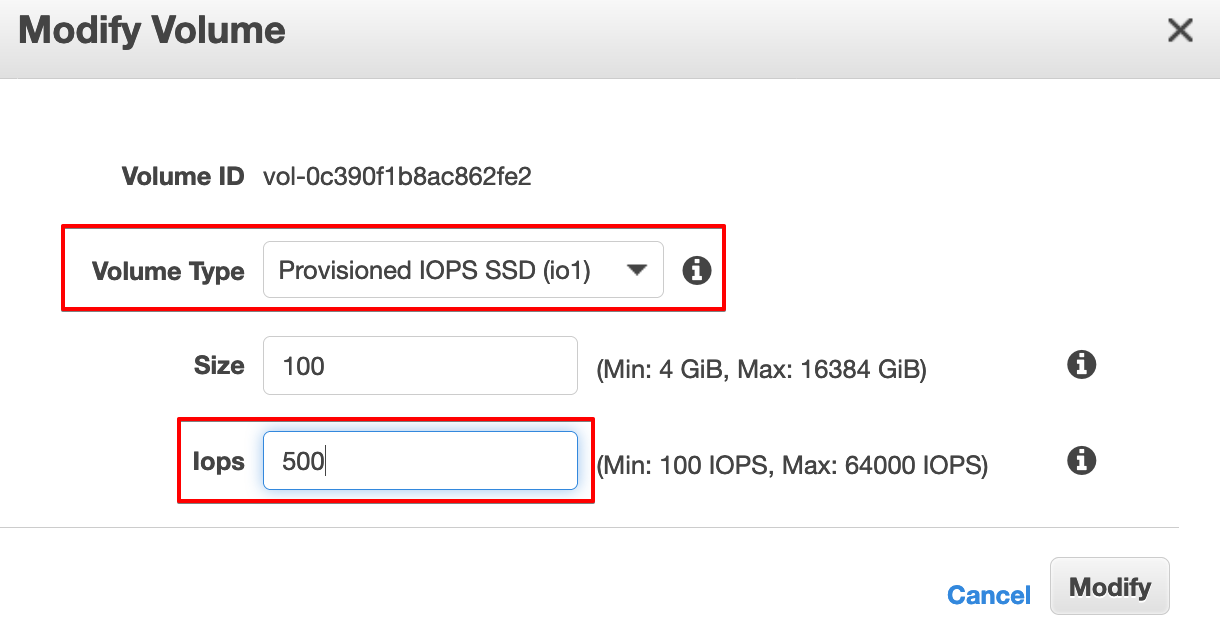 Modify Volume
Volume ID vol-0c390f1b8ac862fe2
Volume Type Provisioned IOPS SSD (io1)
Size 100 (Min: 4 GiB, Max: 16384 GiB)
Iops 500 (Min: 100 IOPS, Max: 64000 IOPS)
Cancel Modify